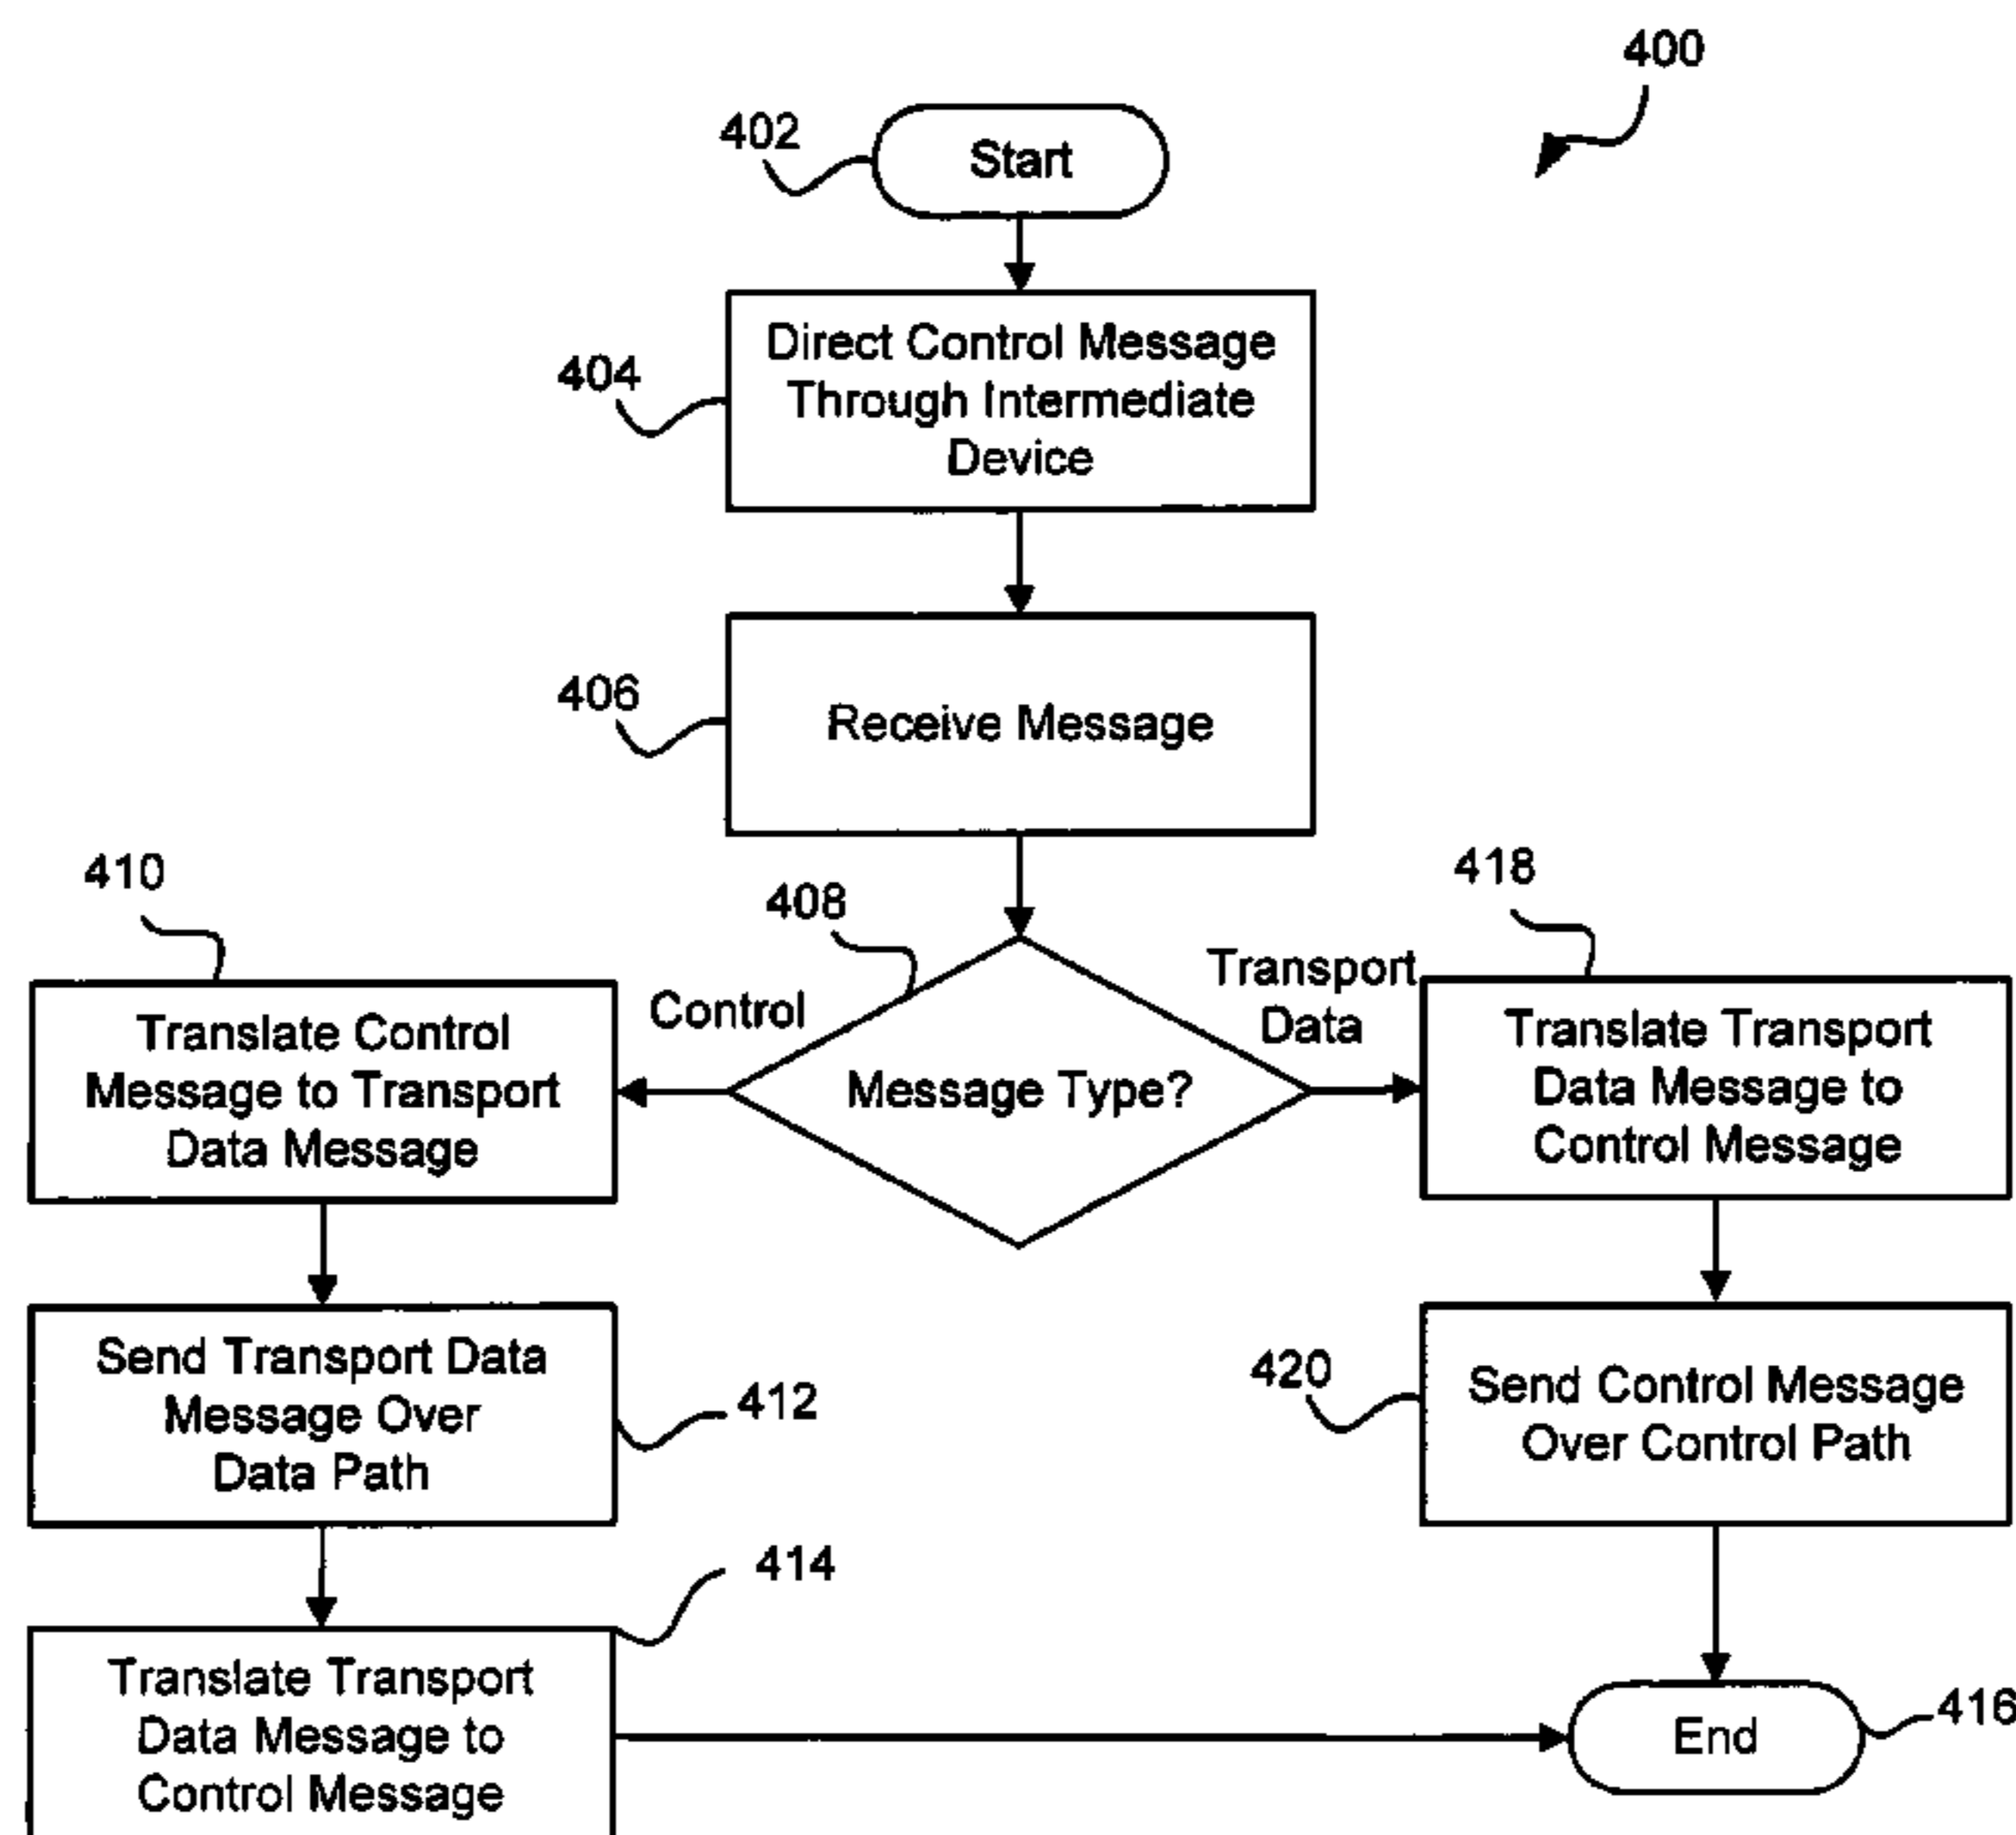 400
402
Start
404
Direct Control Message
Through Intermediate
Device
406
Receive Message
408
Message Type?
Control
Transport
Data
410
Translate Control
Message to Transport
Data Message
418
Translate Transport
Data Message to
Control Message
Send Transport Data
Message Over
Data Path
412
420
Send Control Message
Over Control Path
414
Translate Transport
Data Message to
Control Message
End
416